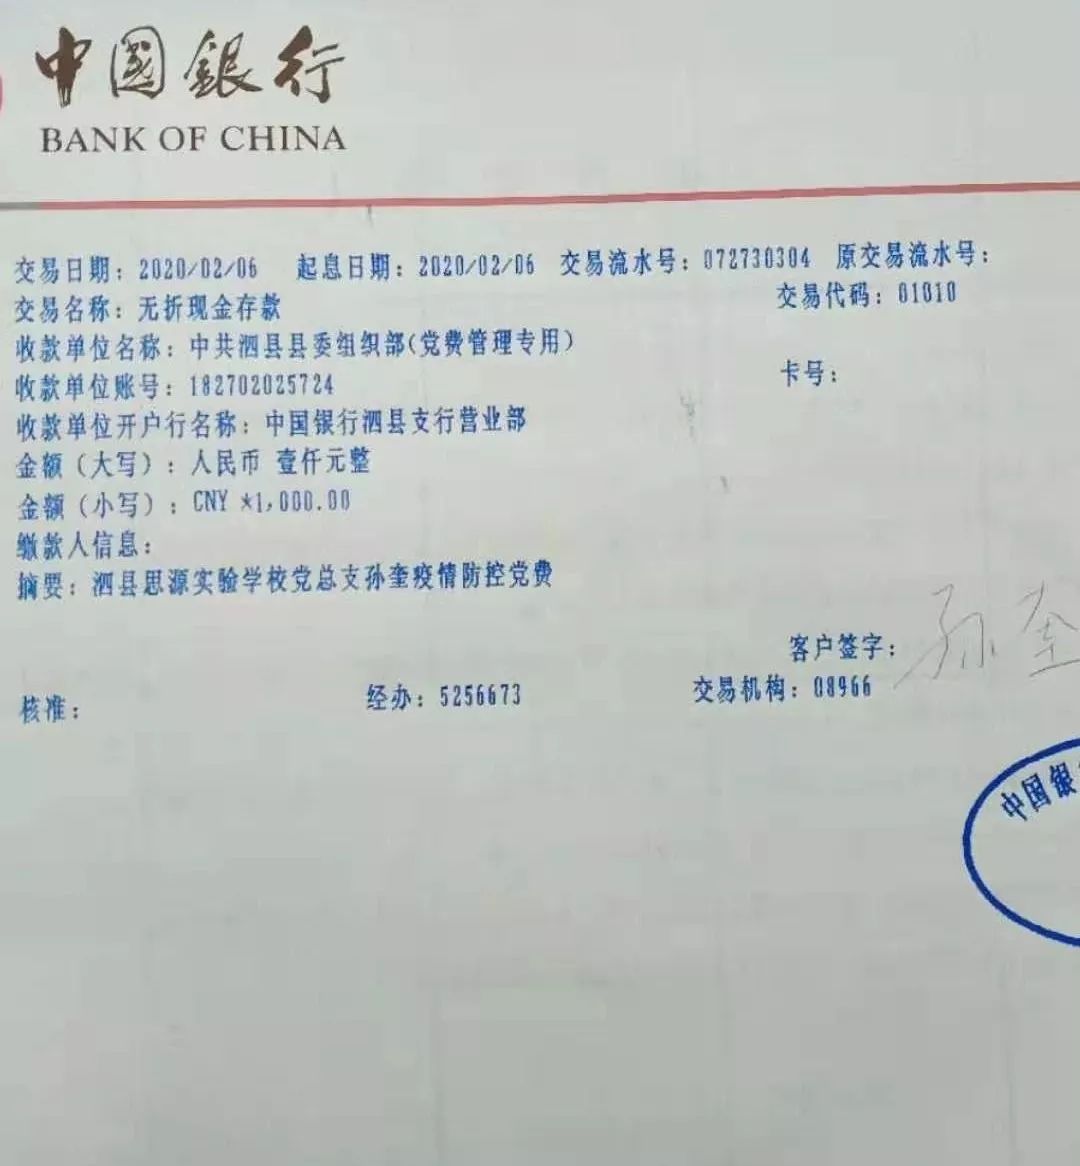 中國銀行
BANK OF CHINA
交易日期：2020/02/06 起息日期：2020/02/06 交易流水号：072730304 原交易流水号：
交易名称：无折现金存款 交易代码：01010
收款单位名称：中共泗县县委组织部(党费管理专用)
收款单位账号：182702025724 卡号：
收款单位开户行名称：中国银行泗县支行营业部
金额（大写）：人民币 壹仟元整
金额（小写）：CNY *1,000.00
缴款人信息：
摘要：泗县思源实验学校党总支孙奎疫情防控党费
客户签字：孙奎
核准： 经办：5256673 交易机构：08966
中国银